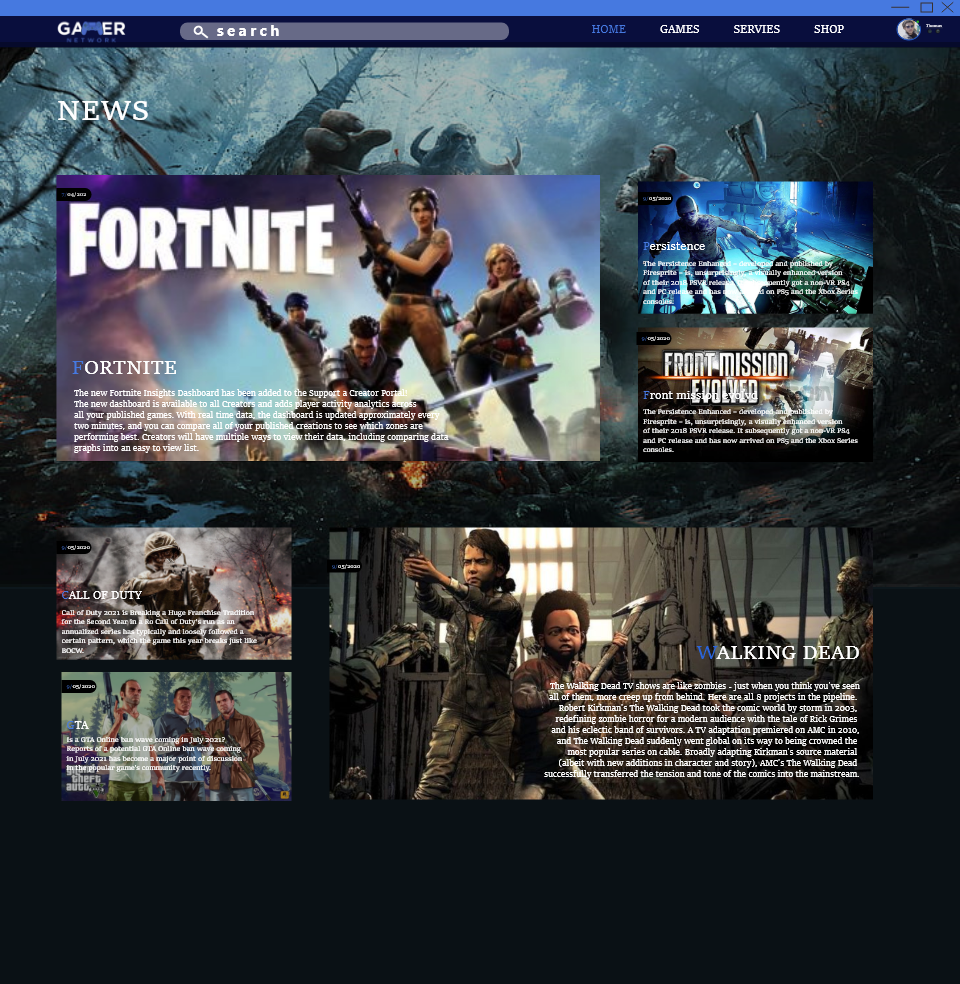 GAMER
NETWORK
search
HOME
GAMES
SERVIES
SHOP
Thomas
NEWS
04/202
FORTNITE
FORTNITE
The new Fortnite Insights Dashboard has been added to the Support a Creator Portal!
The new dashboard is available to all Creators and adds player activity analytics across
all your published games. With real time data, the dashboard is updated approximately every
two minutes, and you can compare all of your published creations to see which zones are
performing best. Creators will have multiple ways to view their data, including comparing data
graphs into an easy to view list.
05/2020
Persistence
The Persistence Enhanced – developed and published by
Firesprite – is, unsurprisingly, a visually enhanced version
of their 2018 PSVR release. It subsequently got a non-VR PS4
and PC release and has now arrived on PS5 and the Xbox Series
consoles.
05/2020
FRONT MISSION
EVOLVED
Front mission evolvd
The Persistence Enhanced – developed and published by
Firesprite – is, unsurprisingly, a visually enhanced version
of their 2018 PSVR release. It subsequently got a non-VR PS4
and PC release and has now arrived on PS5 and the Xbox Series
consoles.
05/2020
CALL OF DUTY
Call of Duty 2021 is Breaking a Huge Franchise Tradition
for the Second Year in a Ro Call of Duty's run as an
annualized series has typically and loosely followed a
certain pattern, which the game this year breaks just like
BOCW.
05/2020
GTA
Is a GTA Online ban wave coming in July 2021?
Reports of a potential GTA Online ban wave coming
in July 2021 has become a major point of discussion
in the popular game's community recently.
grand
theft
auto
05/2020
WALKING DEAD
The Walking Dead TV shows are like zombies - just when you think you've seen
all of them, more creep up from behind. Here are all 8 projects in the pipeline.
Robert Kirkman's The Walking Dead took the comic world by storm in 2003,
redefining zombie horror for a modern audience with the tale of Rick Grimes
and his eclectic band of survivors. A TV adaptation premiered on AMC in 2010,
and The Walking Dead suddenly went global on its way to being crowned the
most popular series on cable. Broadly adapting Kirkman's source material
(albeit with new additions in character and story), AMC's The Walking Dead
successfully transferred the tension and tone of the comics into the mainstream.